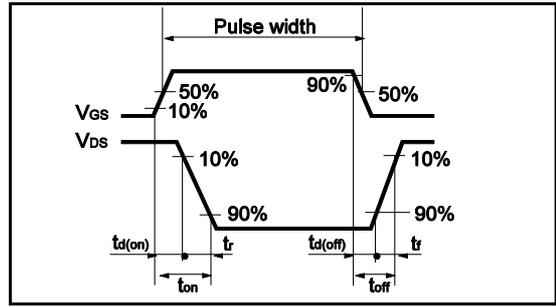 Pulse width
90%
50%
50%
10%
VGS
VDS
10%
10%
90%
90%
td(on)
tr
td(off)
tf
ton
toff